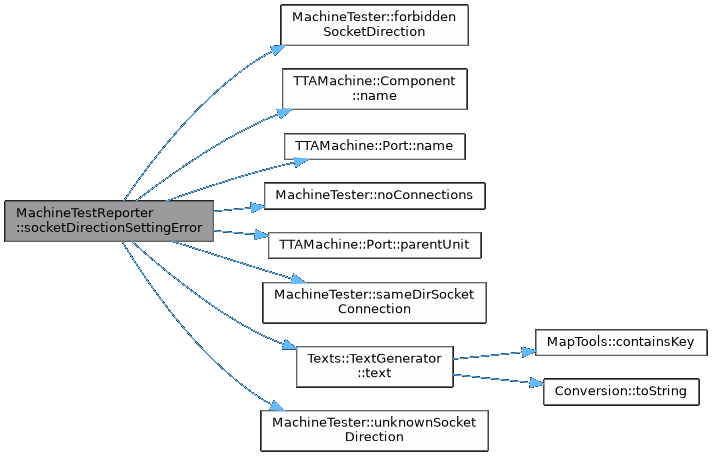 MachineTester::forbidden
SocketDirection
TTAMachine::Component
::name
TTAMachine::Port::name
MachineTester::noConnections
MachineTestReporter
::socketDirectionSettingError
TTAMachine::Port::parentUnit
MachineTester::sameDirSocket
Connection
Texts::TextGenerator
::text
MapTools::containsKey
Conversion::toString
MachineTester::unknownSocket
Direction